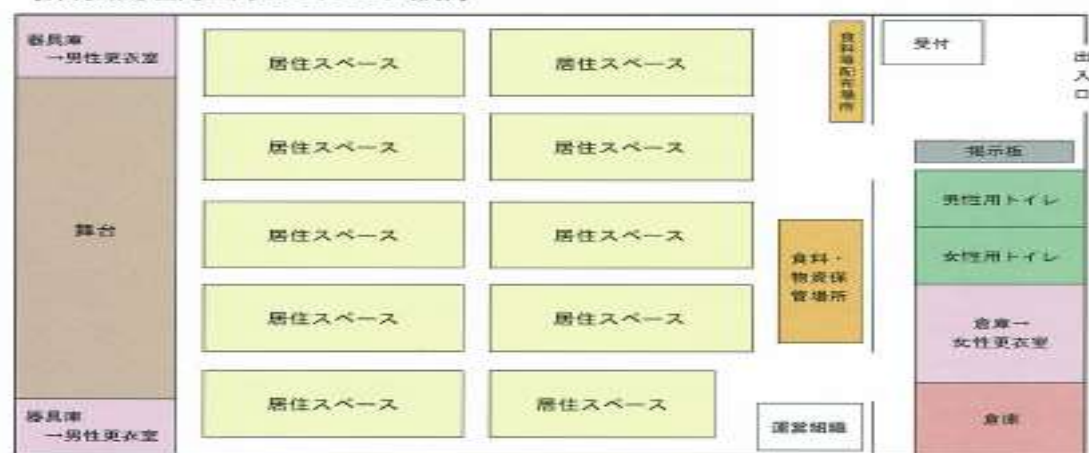 器具庫
→男性更衣室
舞台
器具庫
→男性更衣室
居住スペース
居住スペース
居住スペース
居住スペース
居住スペース
居住スペース
居住スペース
居住スペース
居住スペース
居住スペース
食料等配布場所
食料・
物資保
管場所
運営組織
受付
出入口
掲示板
男性用トイレ
女性用トイレ
倉庫→
女性更衣室
倉庫